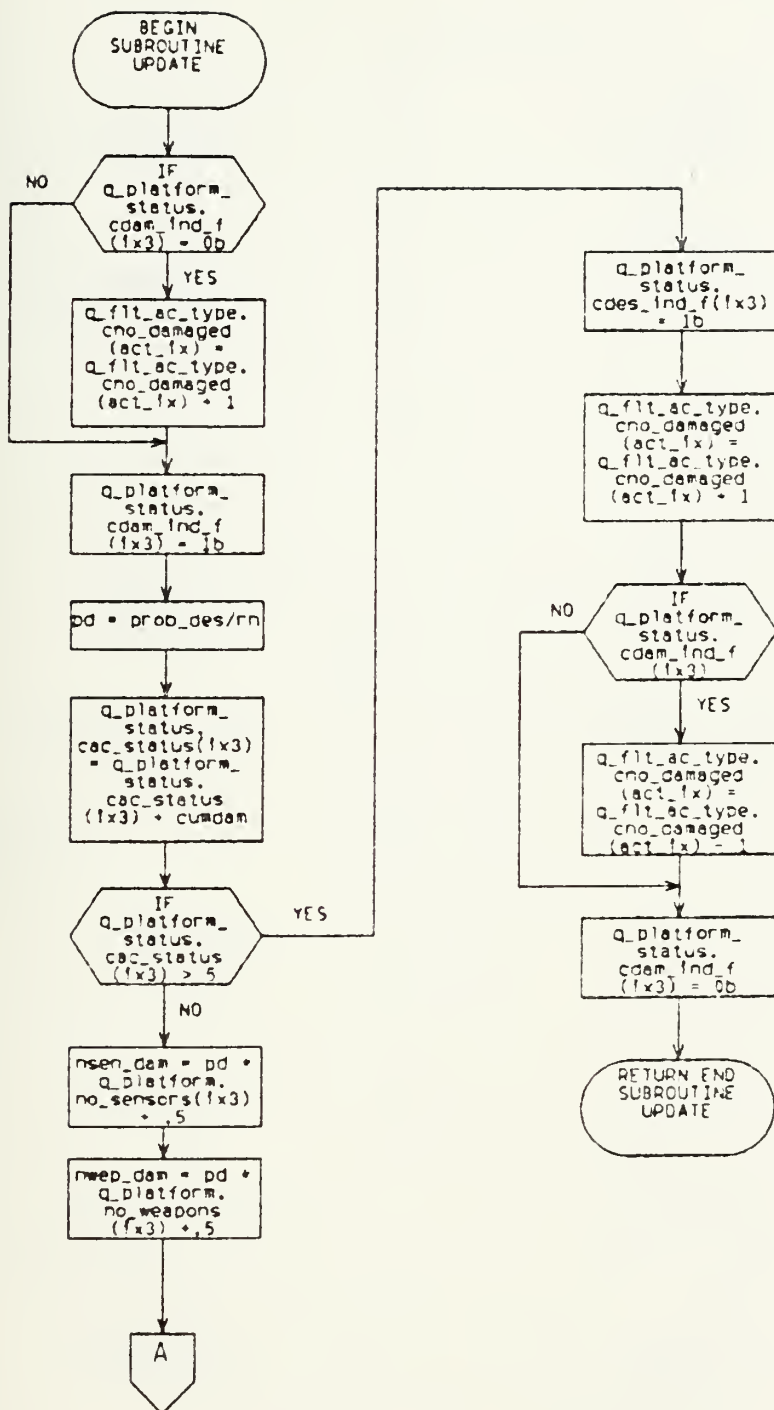 BEGIN
SUBROUTINE
UPDATE
IF
q_platform_
status.
cdam_ind_f
(ix3) = 0b
NO
YES
q_flt_ac_type.
cno_damaged
(act_ix) =
q_flt_ac_type.
cno_damaged
(act_ix) + 1
q_platform_
status.
cdam_ind_f
(ix3) = 1b
pd = prob_des/rn
q_platform_
status.
cac_status(ix3)
= q_platform_
status.
cac_status
(ix3) + cumdam
IF
q_platform_
status.
cac_status
(ix3) > 5
YES
NO
nsen_dam = pd *
q_platform.
no_sensors(ix3)
+ .5
nwep_dam = pd *
q_platform.
no_weapons
(ix3) + .5
A
q_platform_
status.
cdes_ind_f(ix3)
= 1b
q_flt_ac_type.
cno_damaged
(act_ix) =
q_flt_ac_type.
cno_damaged
(act_ix) + 1
IF
q_platform_
status.
cdam_ind_f
(ix3)
NO
YES
q_flt_ac_type.
cno_damaged
(act_ix) =
q_flt_ac_type.
cno_damaged
(act_ix) - 1
q_platform_
status.
cdam_ind_f
(ix3) = 0b
RETURN END
SUBROUTINE
UPDATE